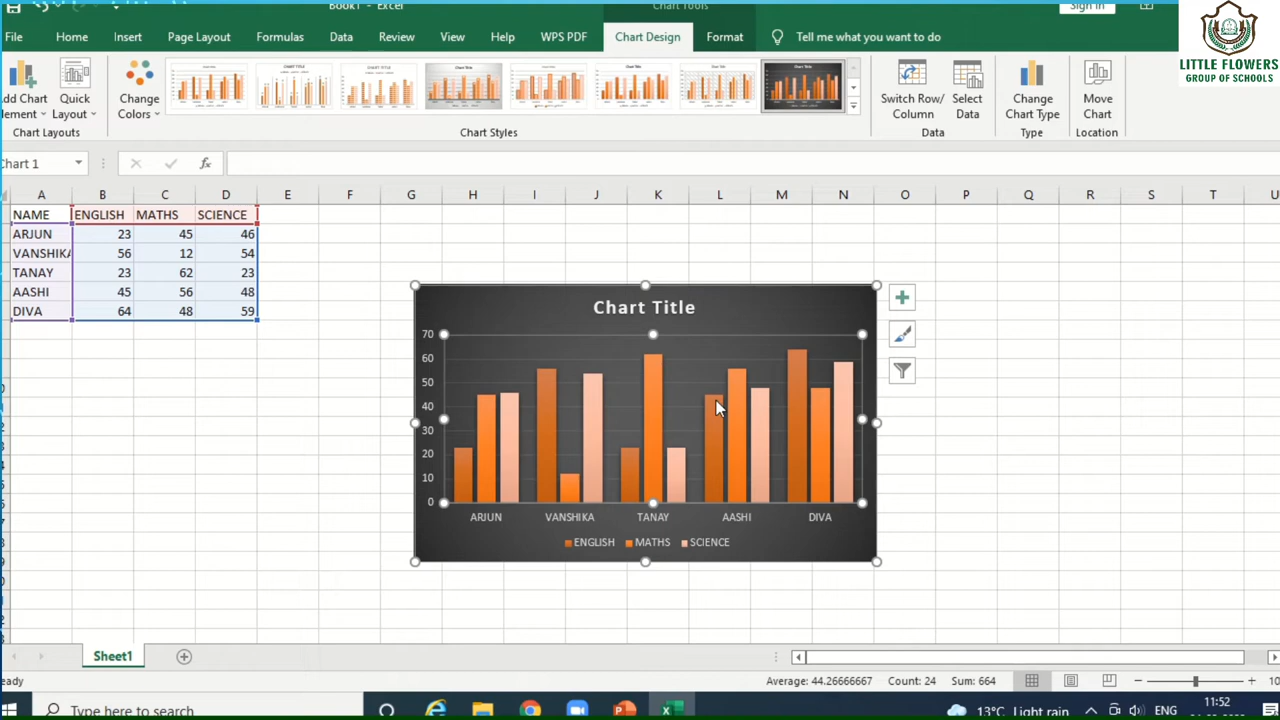 Book1 - Excel
Chart Tools
Sign in
File Home Insert Page Layout Formulas Data Review View Help WPS PDF Chart Design Format Tell me what you want to do
LITTLE FLOWERS
GROUP OF SCHOOLS
Add Chart Element
Quick Layout
Change Colors
Switch Row/Column
Select Data
Change Chart Type
Move Chart
Chart Layouts Chart Styles Data Type Location
Chart 1 fx
A B C D E F G H I J K L M N O P Q R S T U
NAME ENGLISH MATHS SCIENCE
ARJUN 23 45 46
VANSHIKA 56 12 54
TANAY 23 62 23
AASHI 45 56 48
DIVA 64 48 59
Chart Title
70
60
50
40
30
20
10
0
ARJUN VANSHIKA TANAY AASHI DIVA
ENGLISH MATHS SCIENCE
Sheet1
eady Average: 44.26666667 Count: 24 Sum: 664 10
Type here to search 13°C Light rain ENG 11:52